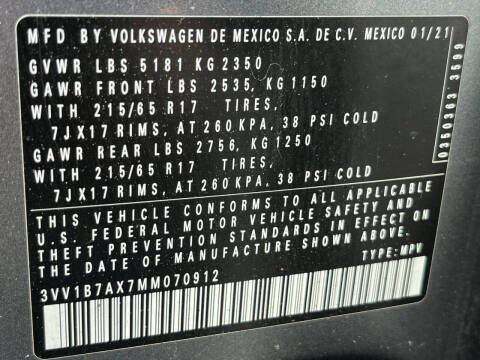 MFD BY VOLKSWAGEN DE MEXICO S.A. DE C.V. MEXICO 01/21
GVWR LBS 5181 KG 2350
GAWR FRONT LBS 2535, KG 1150
WITH 215/65 R17 TIRES,
7JX17 RIMS, AT 260 KPA, 38 PSI COLD
GAWR REAR LBS 2756, KG 1250
WITH 215/65 R17 TIRES,
7JX17 RIMS, AT 260 KPA, 38 PSI COLD
THIS VEHICLE CONFORMS TO ALL APPLICABLE
U.S. FEDERAL MOTOR VEHICLE SAFETY AND
THEFT PREVENTION STANDARDS IN EFFECT ON
THE DATE OF MANUFACTURE SHOWN ABOVE.
3VV1B7AX7MM070912 TYPE: MPV
0350363 3599